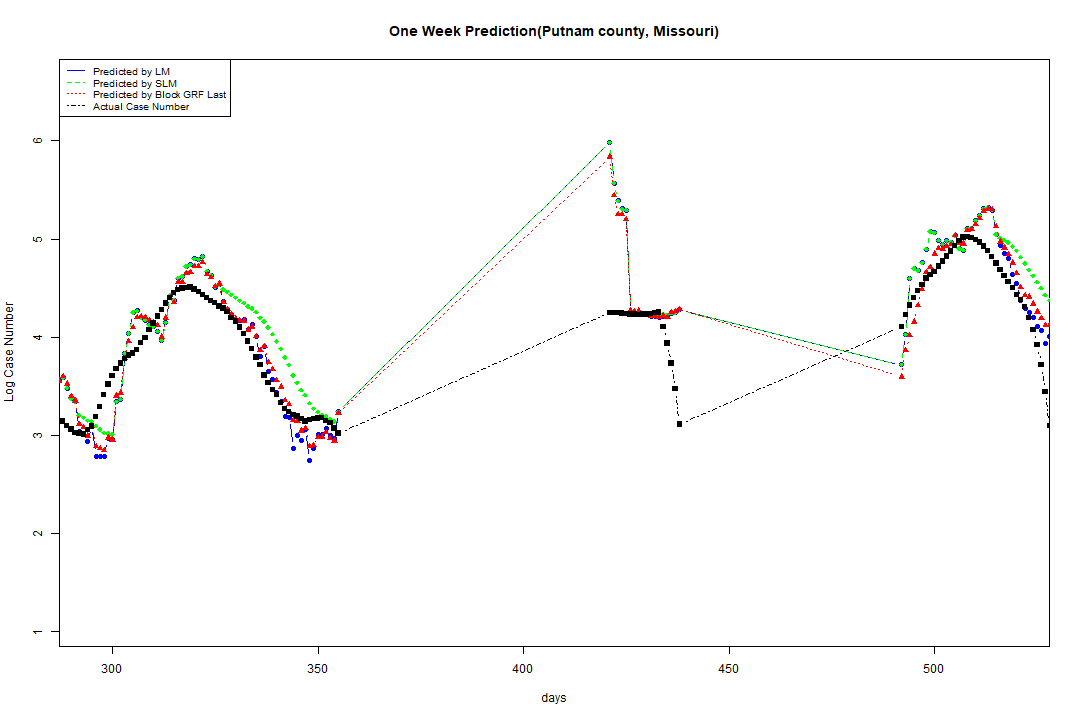 One Week Prediction(Putnam county, Missouri)
Predicted by LM
Predicted by SLM
Predicted by Block GRF Last
Actual Case Number
6
5
4
3
2
1
Log Case Number
300 350 400 450 500
days